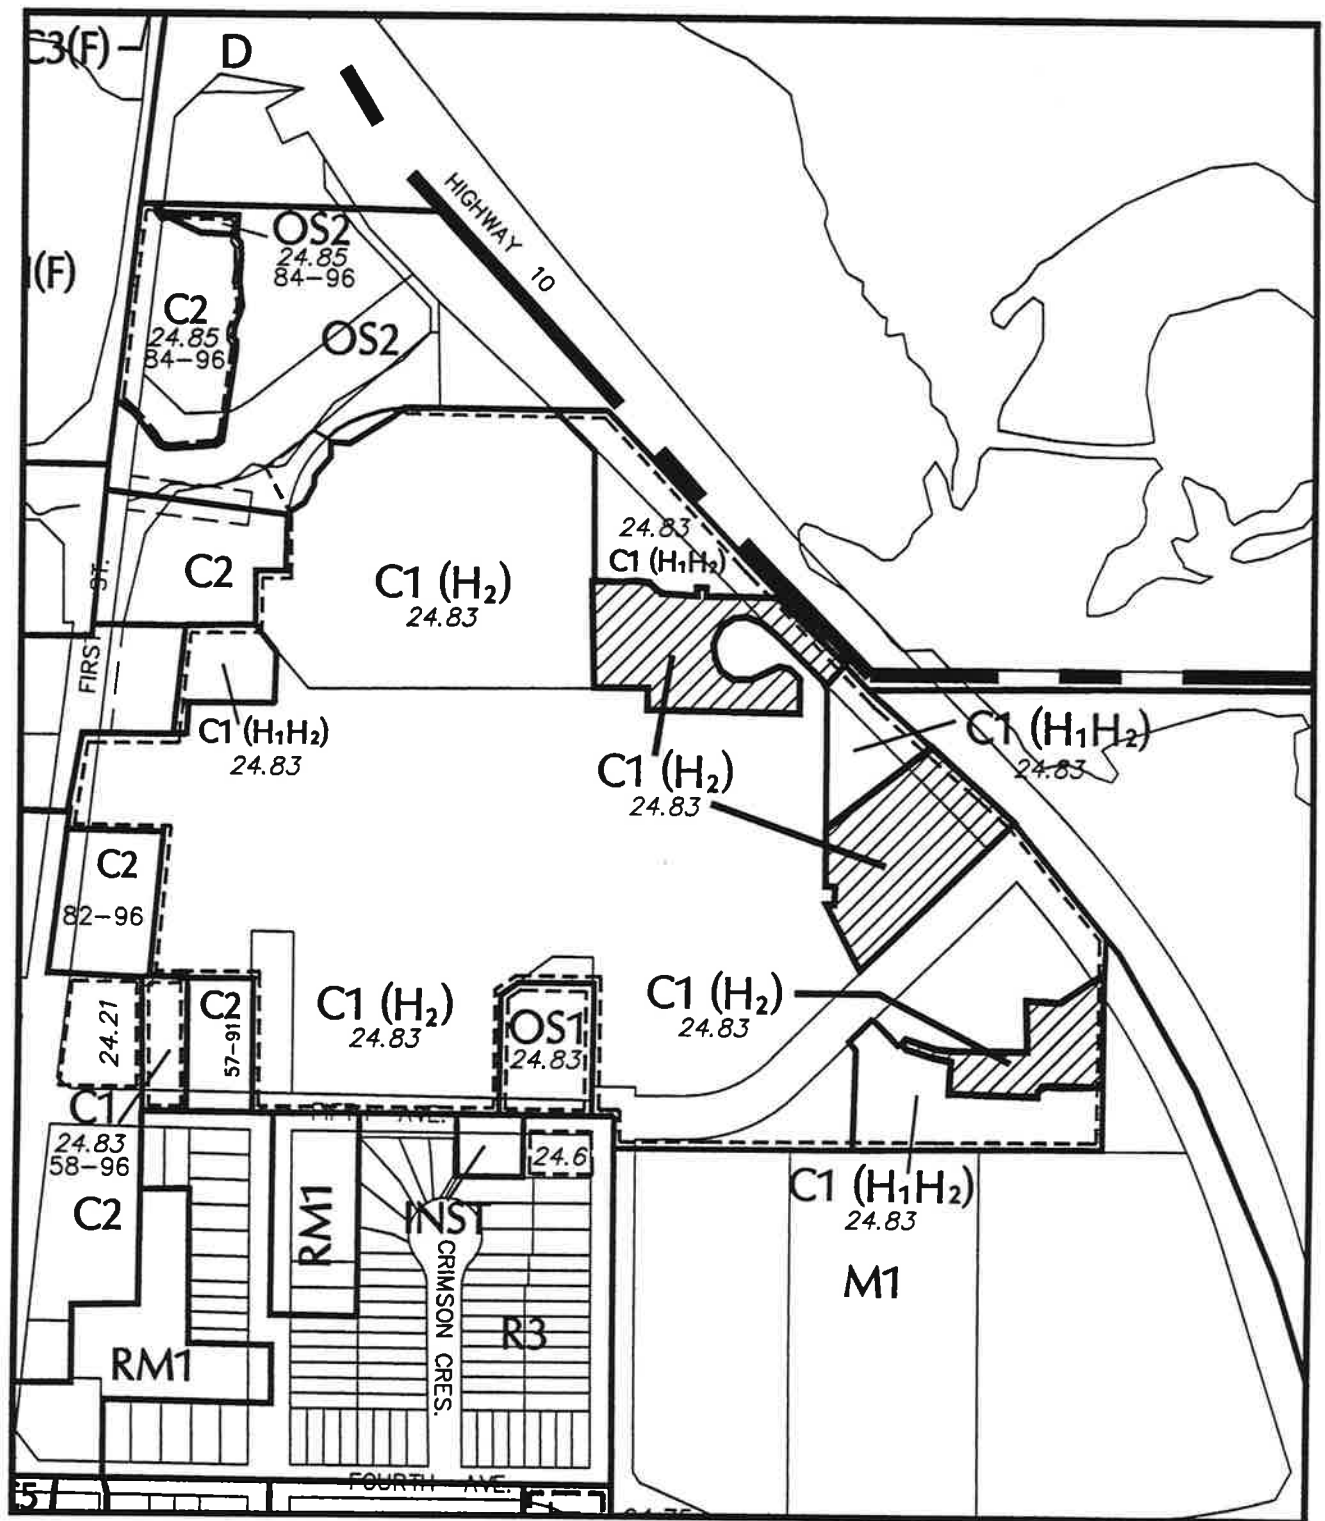 C3(F)
D
HIGHWAY 10
OS2
24.85
84-96
(F)
C2
24.85
84-96
OS2
24.83
C1 (H₁H₂)
C2
C1 (H₂)
24.83
ST.
FIRST
C1 (H₁H₂)
24.83
C1 (H₁H₂)
24.83
C1 (H₂)
24.83
C2
82-96
C1 (H₂)
24.83
C1 (H₂)
24.83
24.21
C2
57-91
OS1
24.83
C1
24.83
58-96
FIFTH AVE.
24.6
C2
RM1
INST
C1 (H₁H₂)
24.83
CRIMSON CRES.
M1
R3
RM1
FOURTH AVE.
5